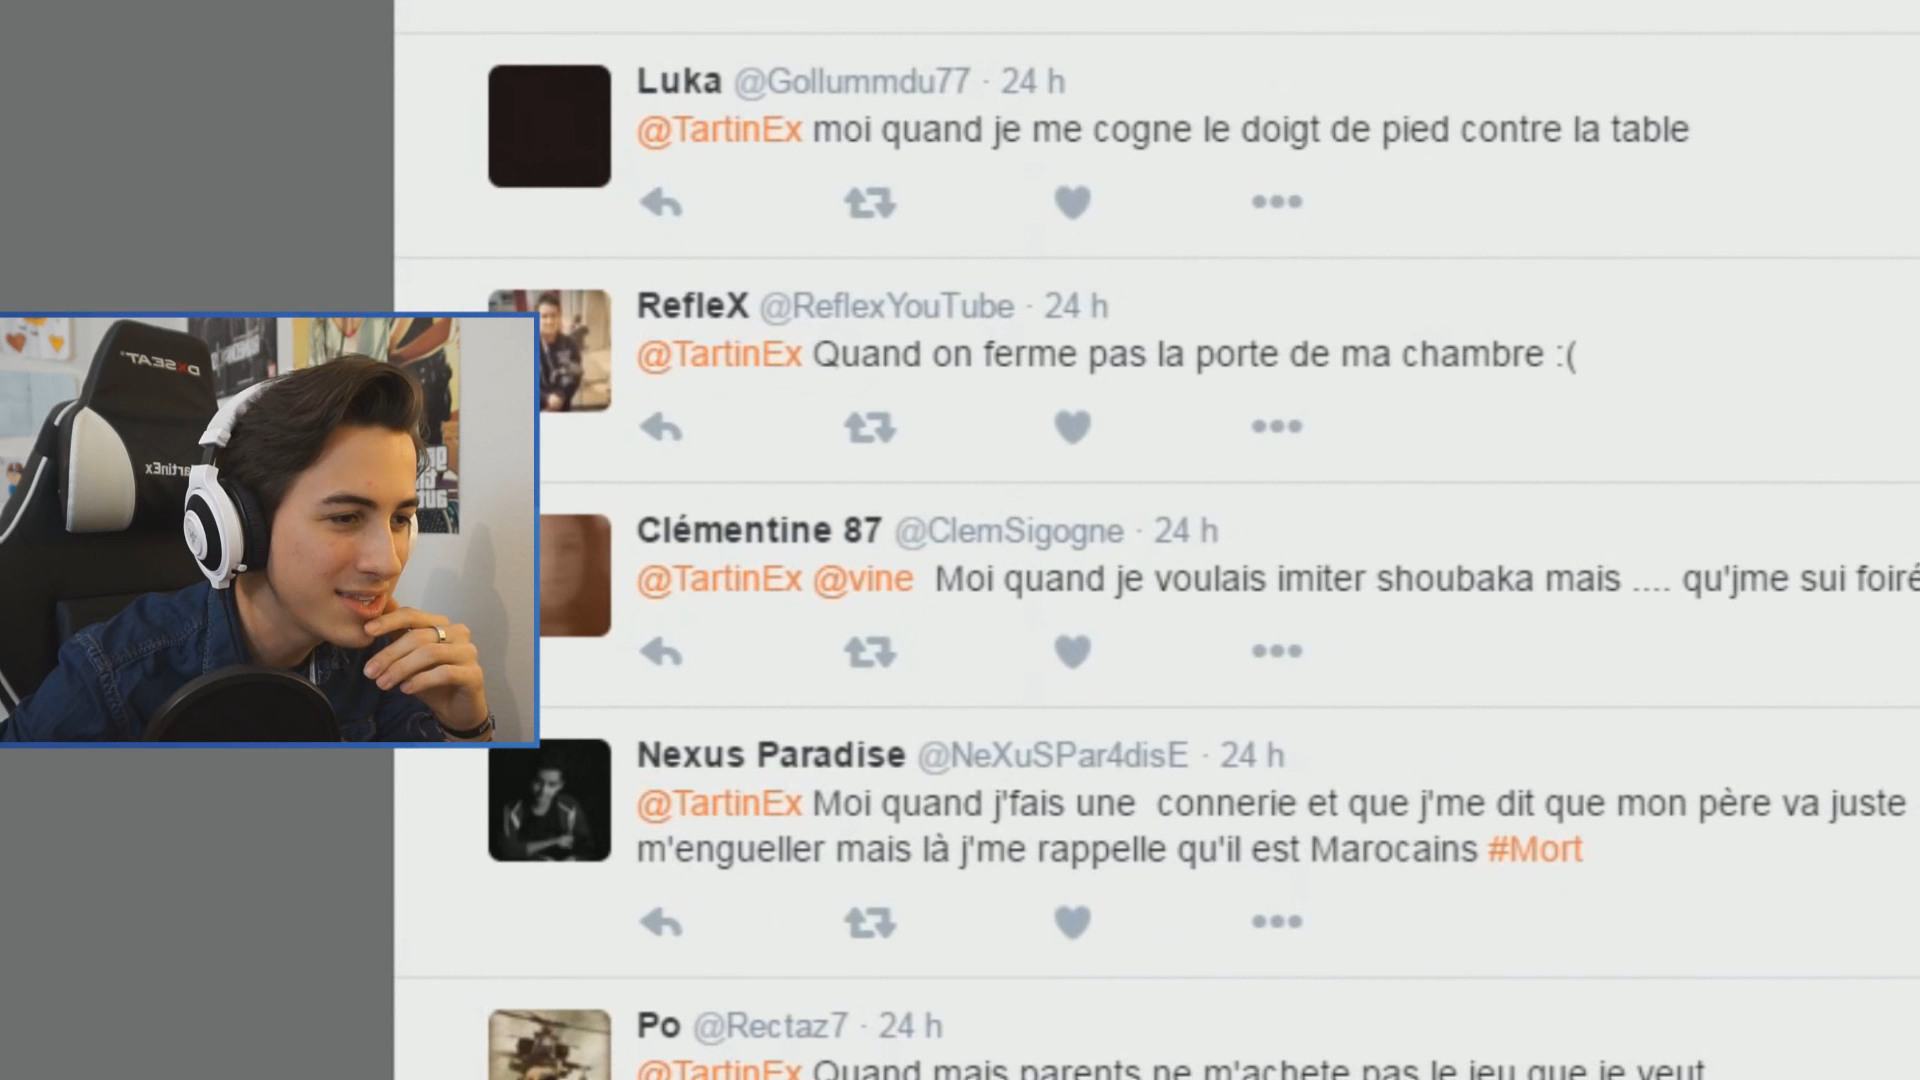 Luka @Gollummdu77 · 24 h
@TartinEx moi quand je me cogne le doigt de pied contre la table
RefleX @ReflexYouTube · 24 h
@TartinEx Quand on ferme pas la porte de ma chambre :(
Clémentine 87 @ClemSigogne · 24 h
@TartinEx @vine Moi quand je voulais imiter shoubaka mais .... qu'jme sui foiré
Nexus Paradise @NeXuSPar4disE · 24 h
@TartinEx Moi quand j'fais une connerie et que j'me dit que mon père va juste
m'engueller mais là j'me rappelle qu'il est Marocains #Mort
Po @Rectaz7 · 24 h
@TartinEx Quand mais parents ne m'achete pas le jeu que je veut
DXSEAT
artinEx